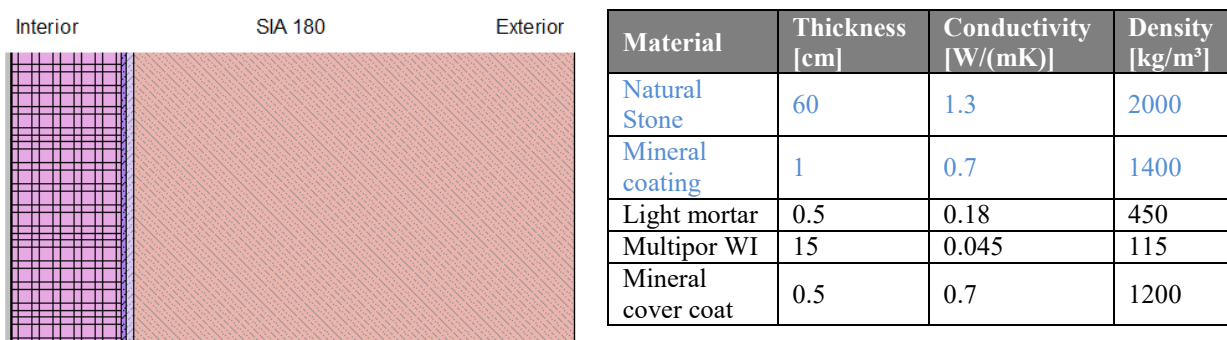 Interior SIA 180 Exterior
Material Thickness [cm] Conductivity [W/(mK)] Density [kg/m³]
Natural Stone 60 1.3 2000
Mineral coating 1 0.7 1400
Light mortar 0.5 0.18 450
Multipor WI 15 0.045 115
Mineral cover coat 0.5 0.7 1200